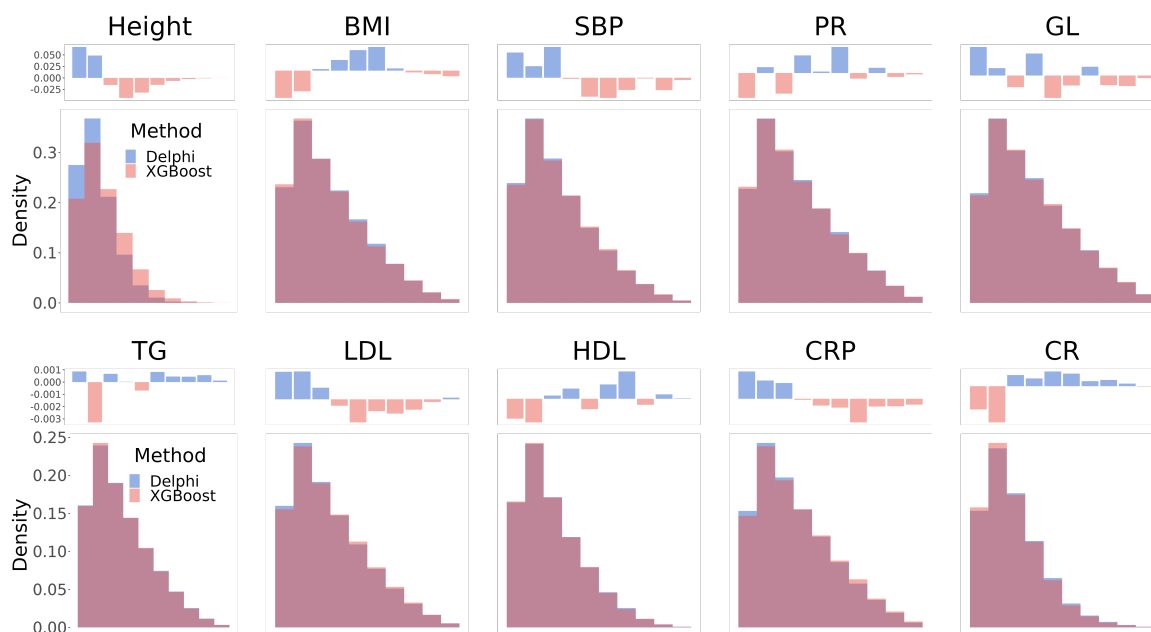 Height BMI SBP PR GL
0.050
0.025
0.000
-0.025
Method
Delphi
XGBoost
0.3
0.2
0.1
0.0
Density
TG LDL HDL CRP CR
0.001
0.000
-0.001
-0.002
-0.003
0.25
Method
Delphi
XGBoost
0.20
0.15
0.10
0.05
0.00
Density